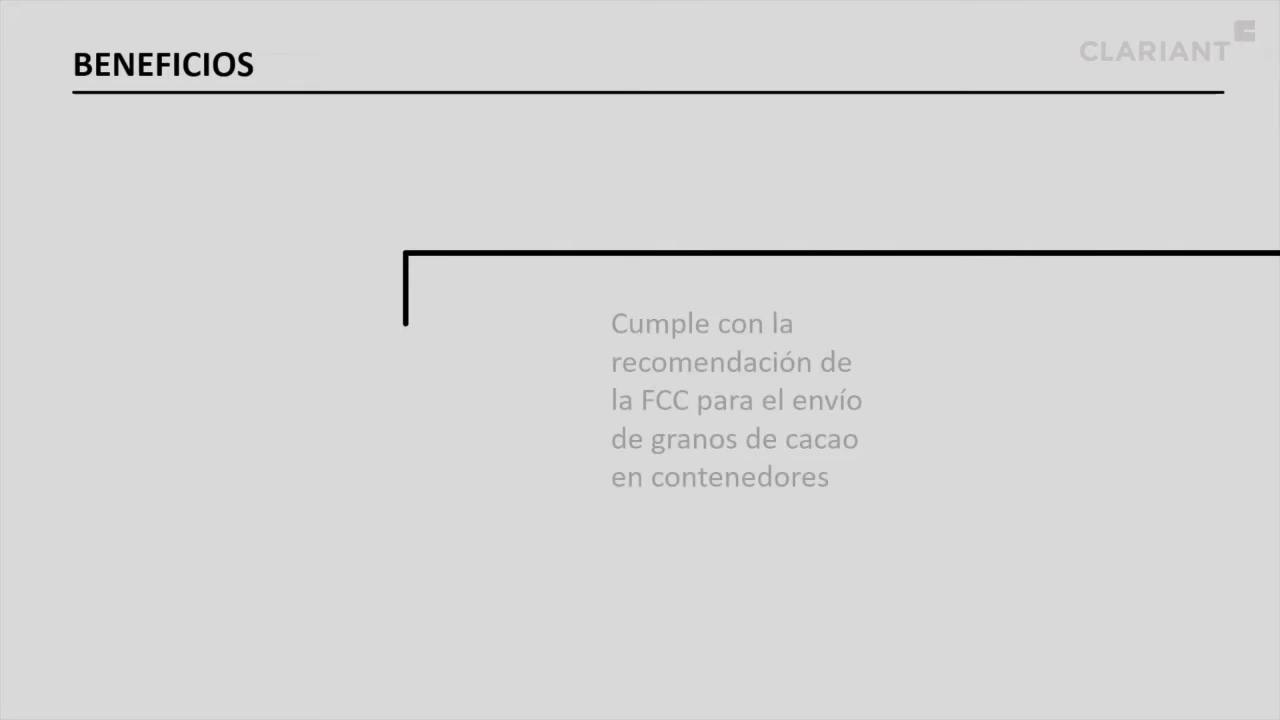 BENEFICIOS
CLARIANT
Cumple con la
recomendación de
la FCC para el envío
de granos de cacao
en contenedores